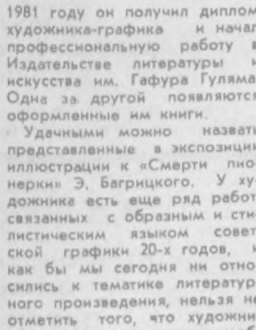 1981 году он получил диплом
художника-графика и начал
профессиональную работу в
Издательстве литературы и
искусства им. Гафура Гуляма.
Одна за другой появляются
оформленные им книги.
Удачными можно назвать
представленные в экспозиции
иллюстрации к «Смерти пио-
нерки» Э. Багрицкого. У ху-
дожника есть еще ряд работ,
связанных с образным и сти-
листическим языком совет-
ской графики 20-х годов, и
как бы мы сегодня ни отно-
сились к тематике литератур-
ного произведения, нельзя не
отметить того, что художник